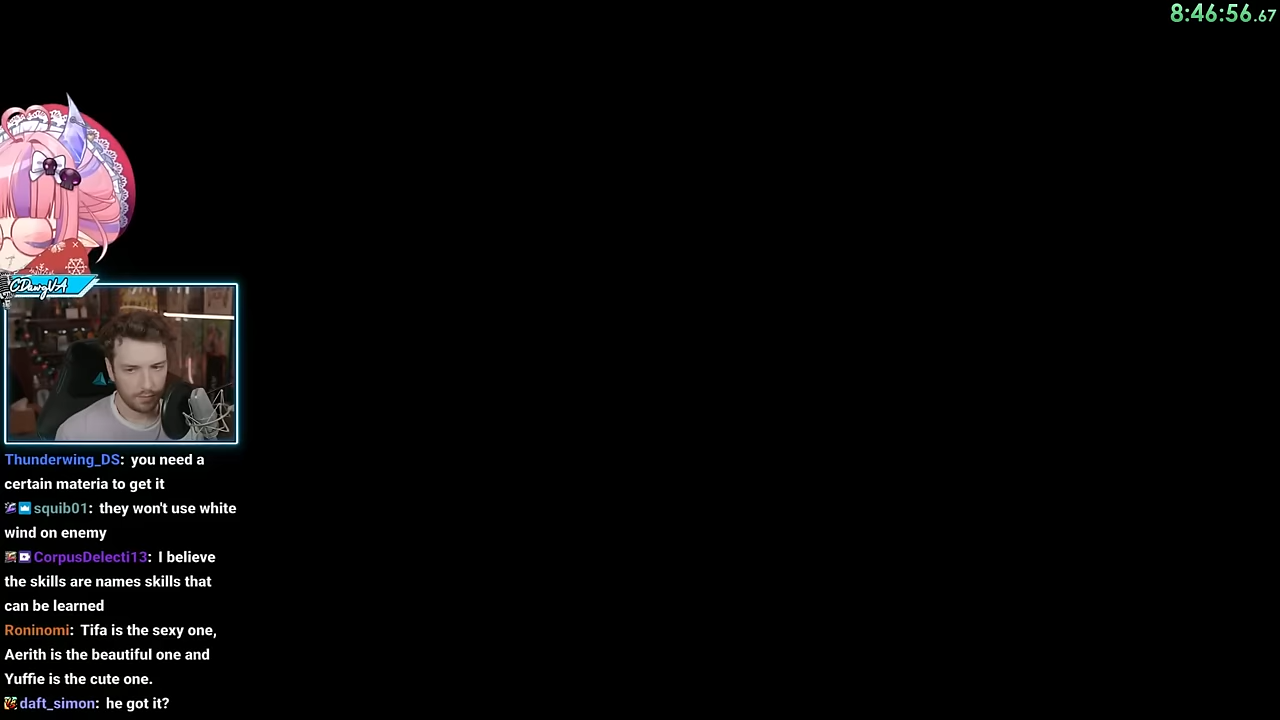 8:46:56.67
CDawgVA
Thunderwing_DS: you need a
certain materia to get it
squib01: they won't use white
wind on enemy
CorpusDelecti13: I believe
the skills are names skills that
can be learned
Roninomi: Tifa is the sexy one,
Aerith is the beautiful one and
Yuffie is the cute one.
daft_simon: he got it?